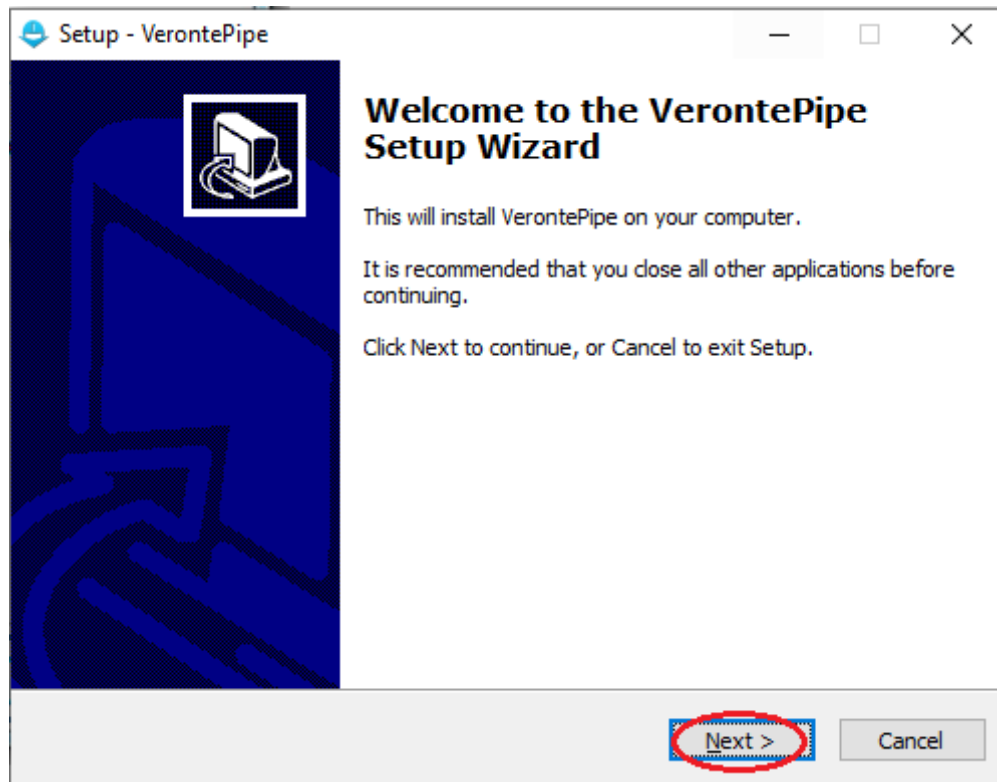 Setup - VerontePipe
Welcome to the VerontePipe
Setup Wizard
This will install VerontePipe on your computer.
It is recommended that you close all other applications before
continuing.
Click Next to continue, or Cancel to exit Setup.
Next >
Cancel